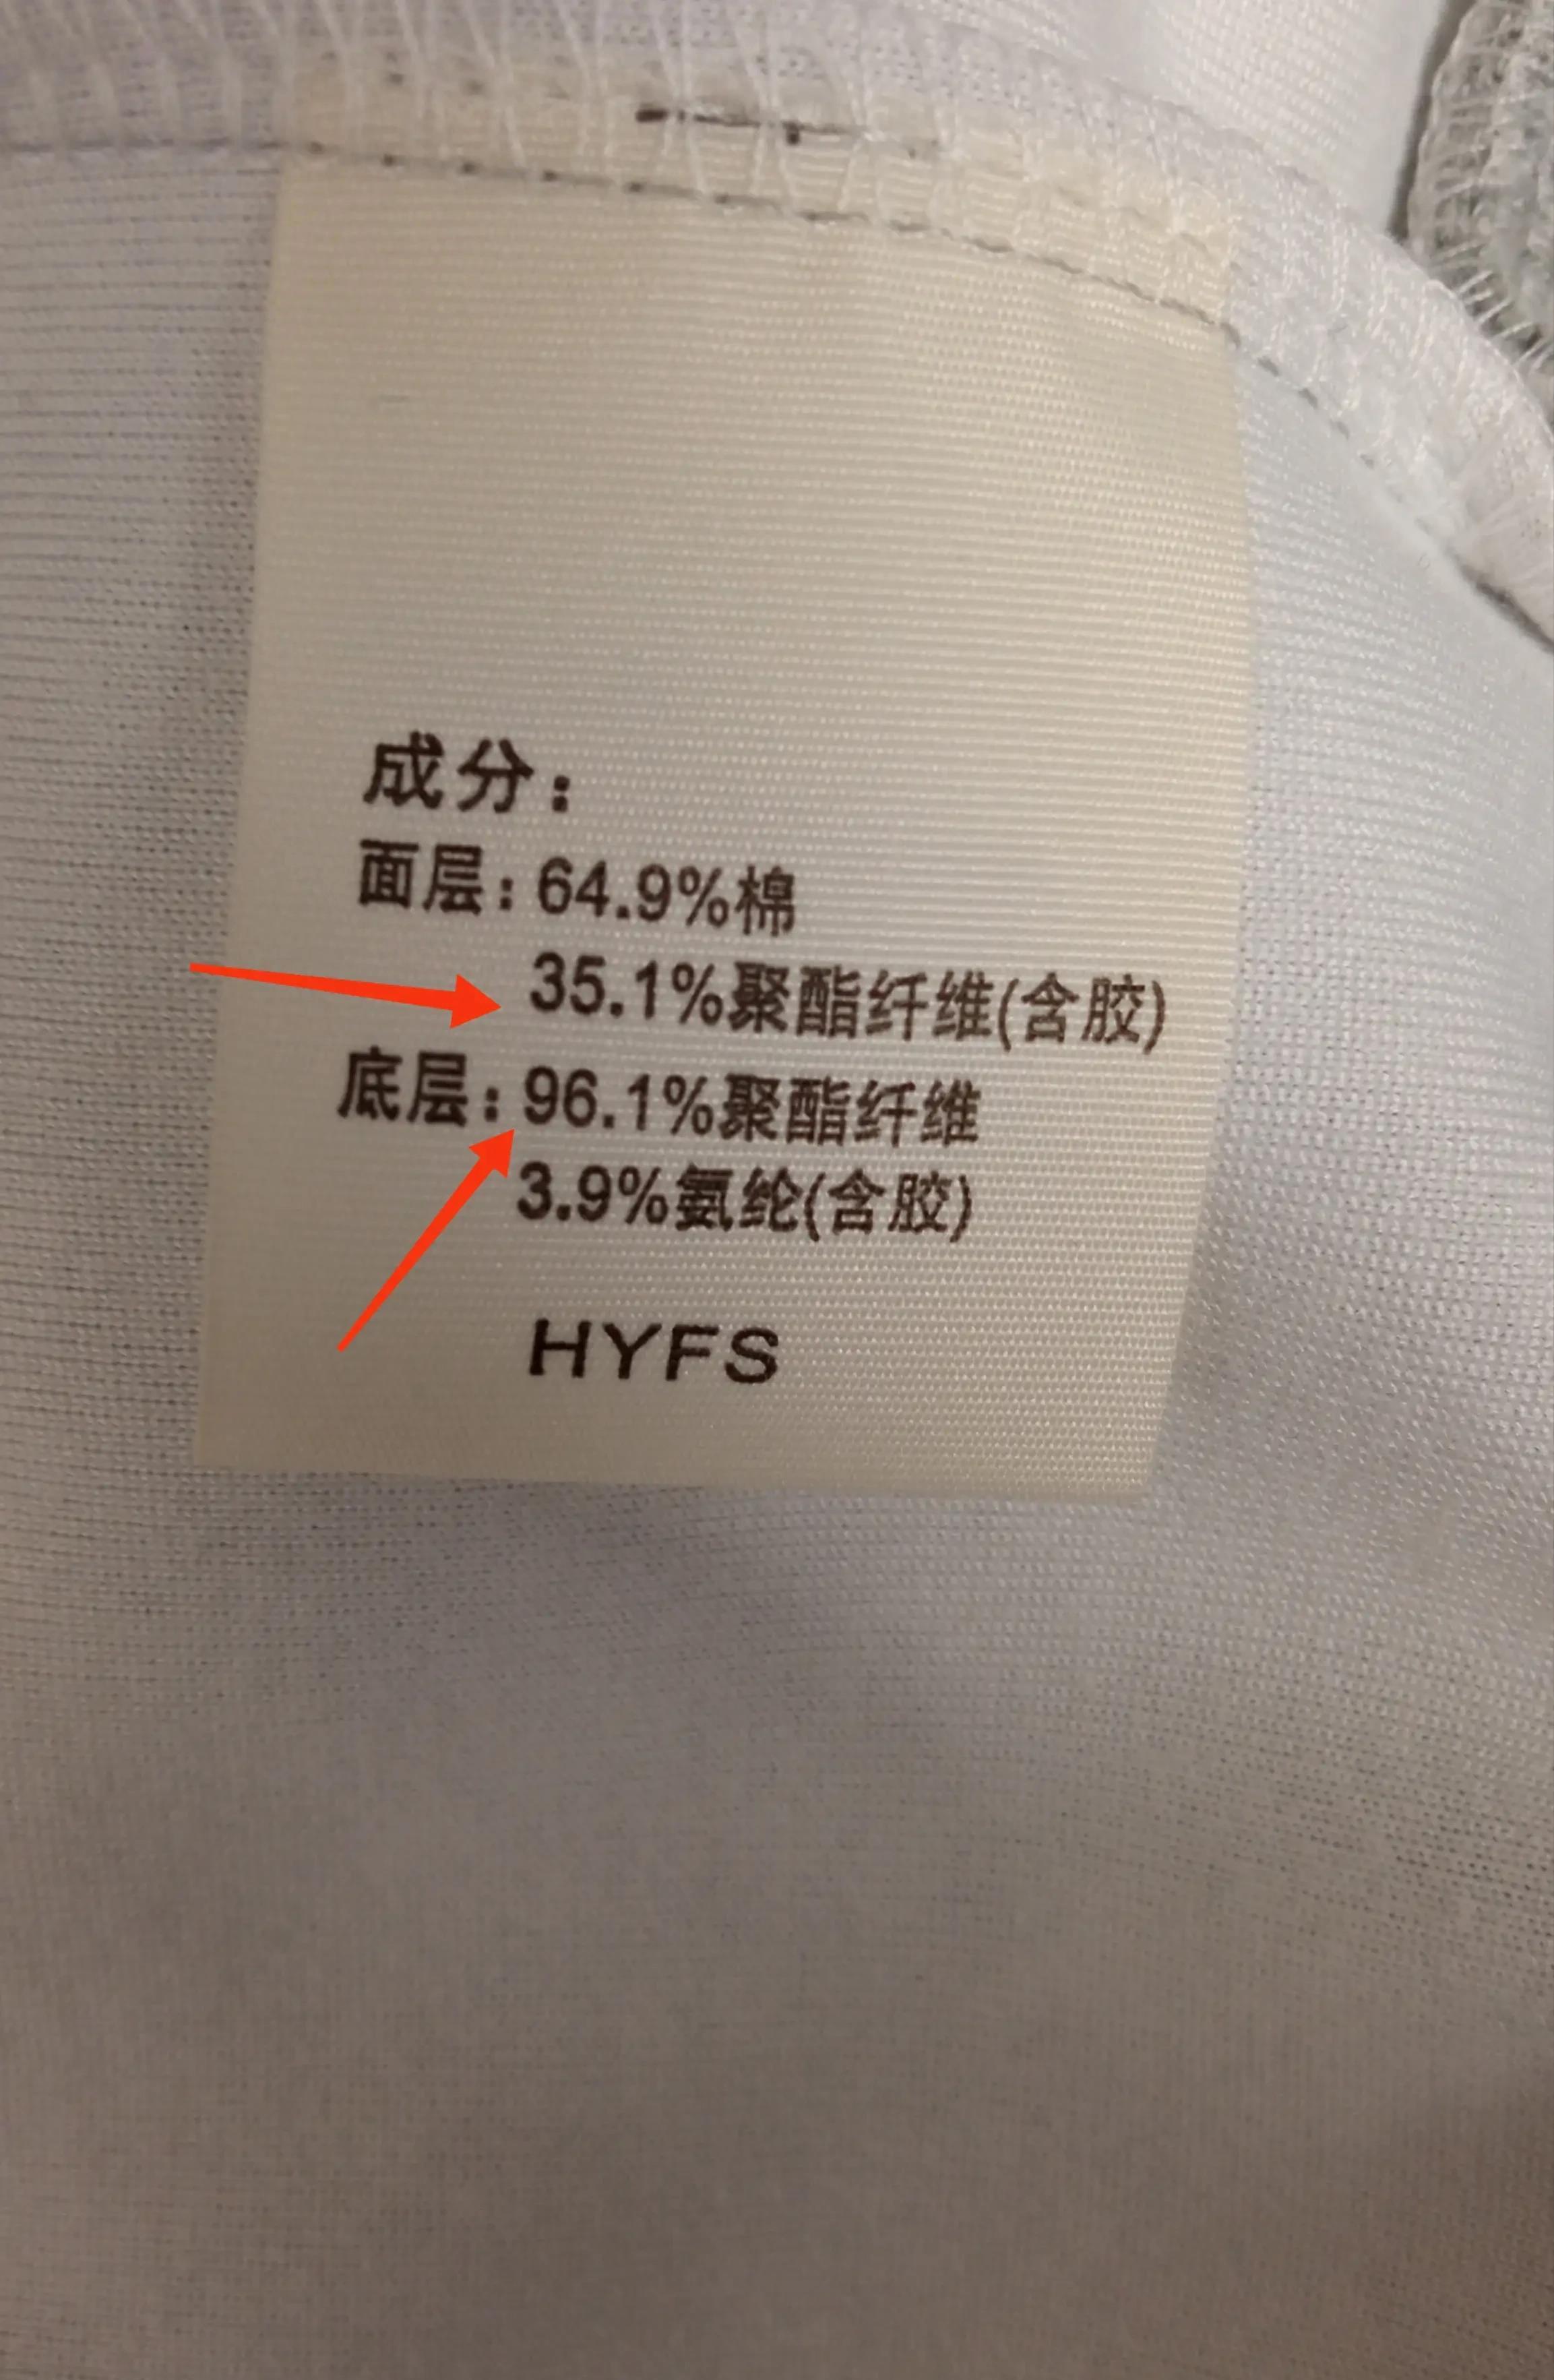 成分：
面层：64.9%棉
35.1%聚酯纤维(含胶)
底层：96.1%聚酯纤维
3.9%氨纶(含胶)
HYFS